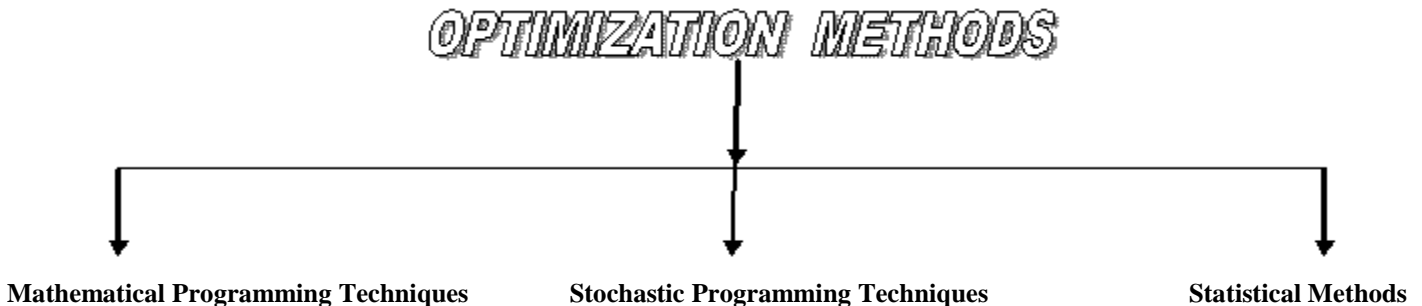 OPTIMIZATION METHODS
Mathematical Programming Techniques Stochastic Programming Techniques Statistical Methods